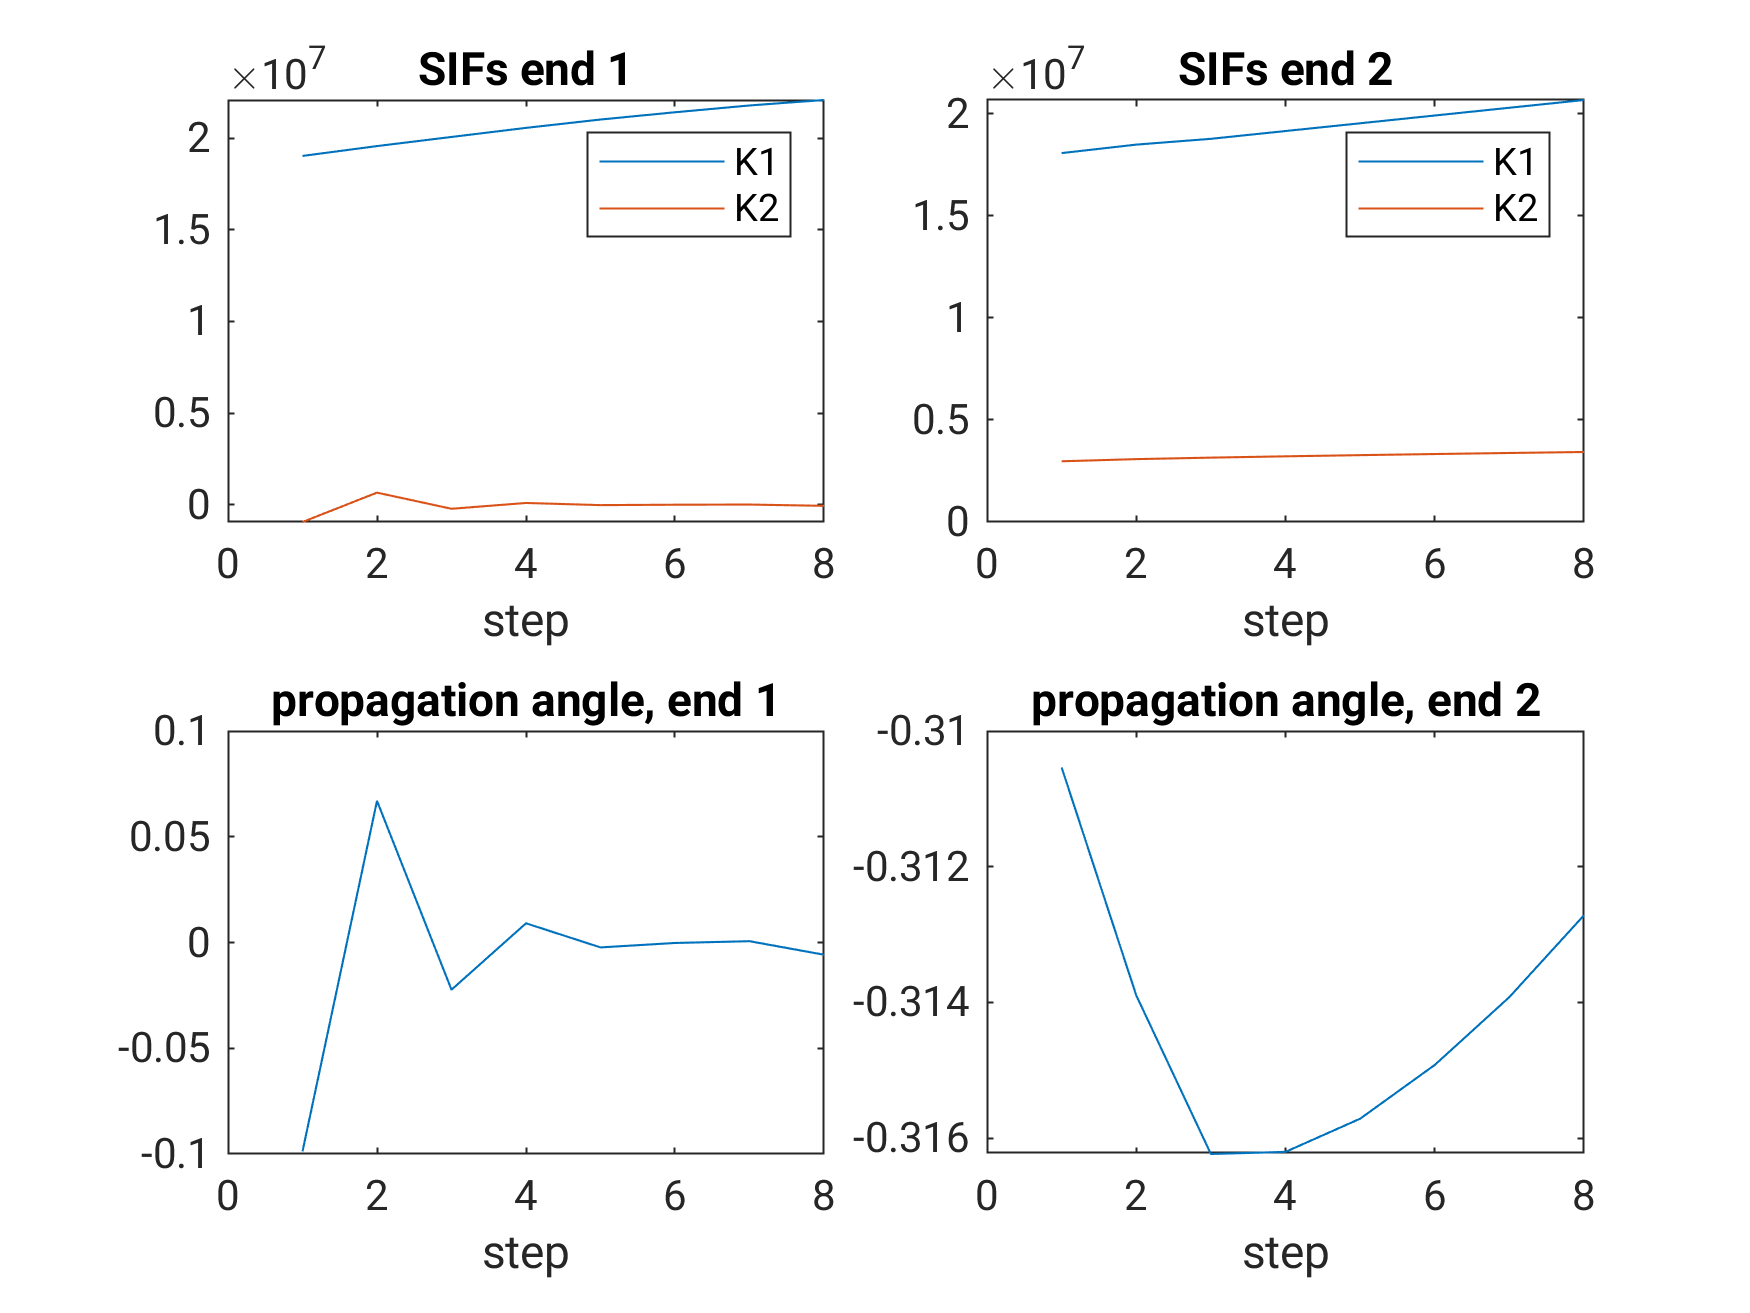 ×10^7
SIFs end 1
2
1.5
1
0.5
0
K1
K2
0 2 4 6 8
step
×10^7
SIFs end 2
2
1.5
1
0.5
0
K1
K2
0 2 4 6 8
step
propagation angle, end 1
0.1
0.05
0
-0.05
-0.1
0 2 4 6 8
step
propagation angle, end 2
-0.31
-0.312
-0.314
-0.316
0 2 4 6 8
step